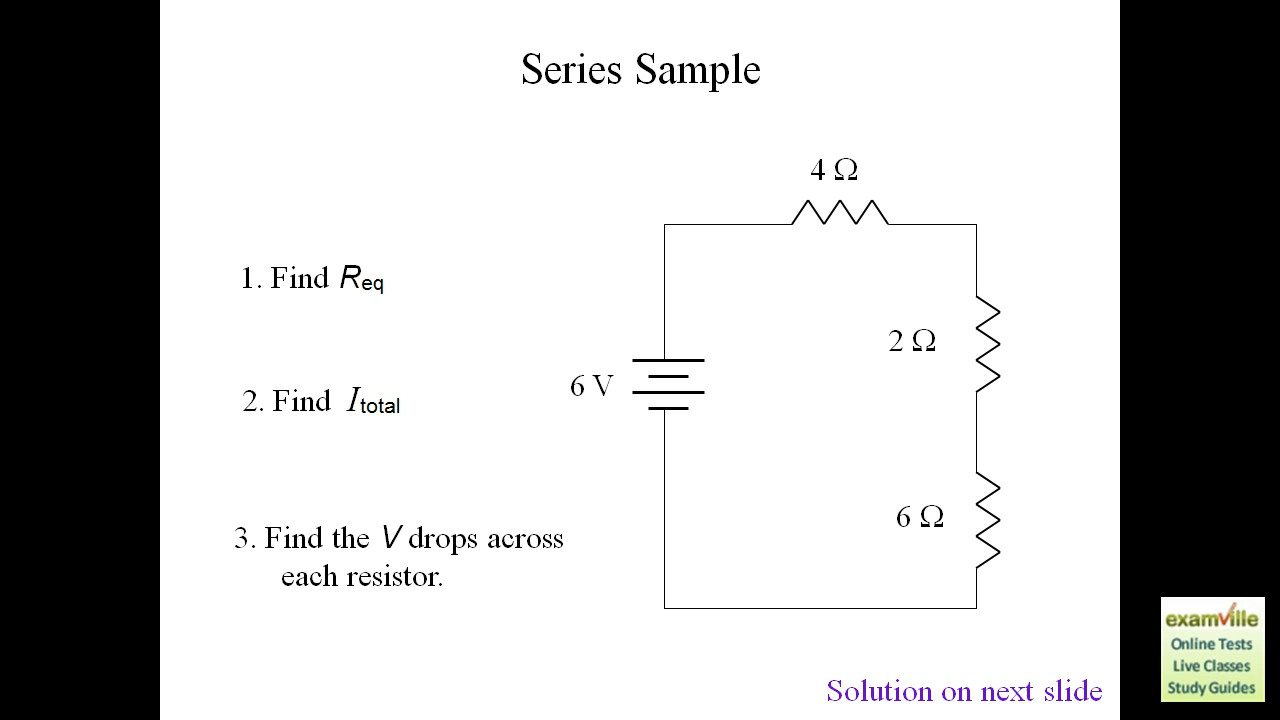 Series Sample
4 Ω
1. Find Req
2 Ω
6 V
2. Find Itotal
6 Ω
3. Find the V drops across
each resistor.
examville
Online Tests
Live Classes
Study Guides
Solution on next slide